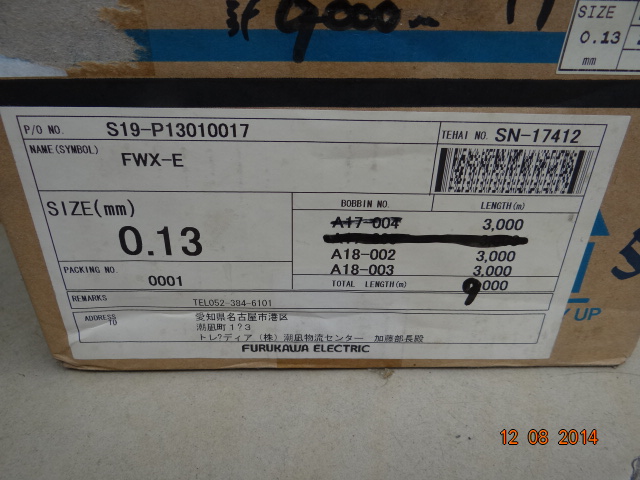 9,000m
SIZE
0.13
mm
P/O NO. S19-P13010017 TEHAI NO. SN-17412
NAME(SYMBOL) FWX-E
SIZE(mm) 0.13
BOBBIN NO. LENGTH(m)
A17-004 3,000
A18-002 3,000
A18-003 3,000
TOTAL LENGTH(m) 9,000
PACKING NO. 0001
REMARKS TEL052-384-6101
ADDRESS TO 愛知県名古屋市港区
潮凪町1?3
トレ?ディア(株)潮凪物流センター 加藤部長殿
FURUKAWA ELECTRIC
UP
12 08 2014